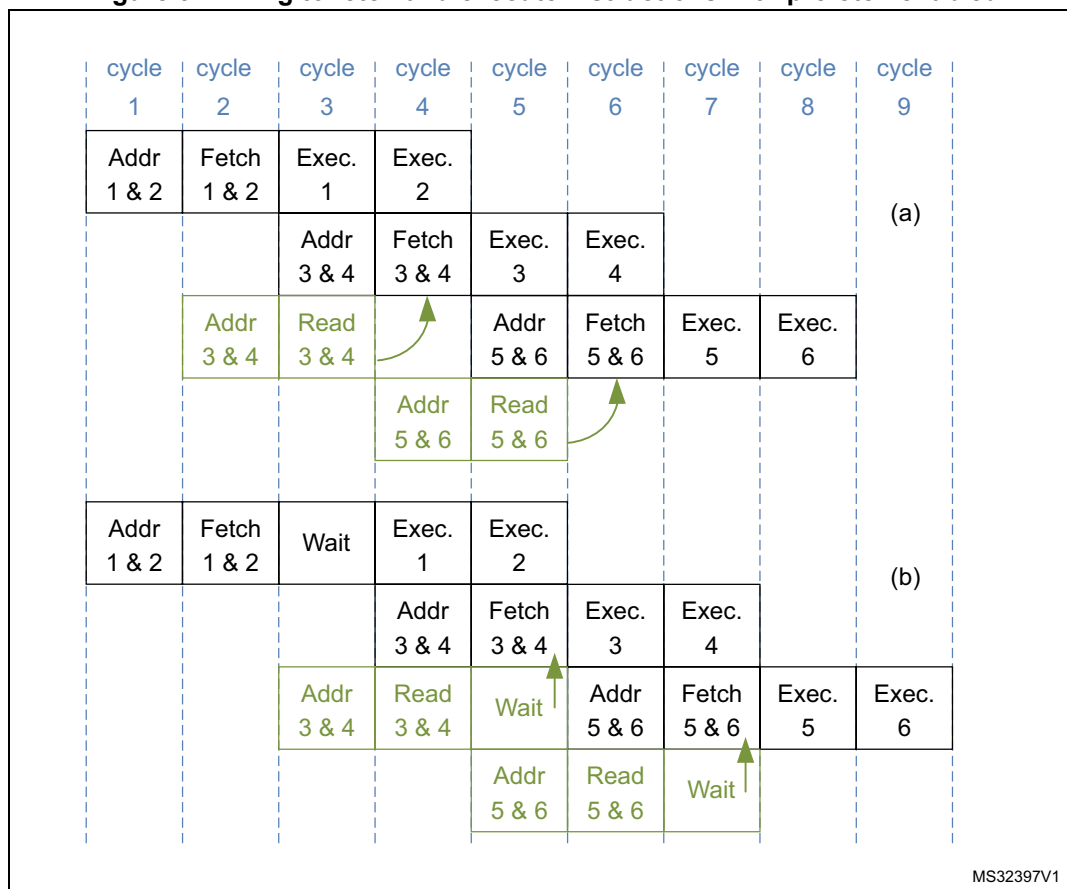 cycle cycle cycle cycle cycle cycle cycle cycle cycle
1 2 3 4 5 6 7 8 9
Addr Fetch Exec. Exec.
1 & 2 1 & 2 1 2
(a)
Addr Fetch Exec. Exec.
3 & 4 3 & 4 3 4
Addr Read Addr Fetch Exec. Exec.
3 & 4 3 & 4 5 & 6 5 & 6 5 6
Addr Read
5 & 6 5 & 6
Addr Fetch Wait Exec. Exec.
1 & 2 1 & 2 1 2
(b)
Addr Fetch Exec. Exec.
3 & 4 3 & 4 3 4
Addr Read Wait Addr Fetch Exec. Exec.
3 & 4 3 & 4 5 & 6 5 & 6 5 6
Addr Read Wait
5 & 6 5 & 6
MS32397V1